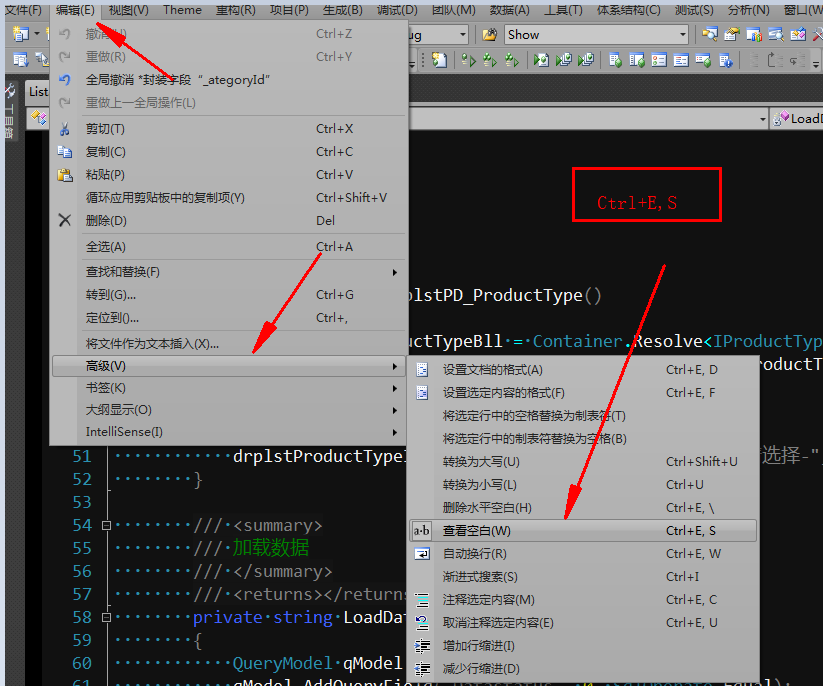 文件(F) 编辑(E) 视图(V) Theme 重构(R) 项目(P) 生成(B) 调试(D) 团队(M) 数据(A) 工具(T) 体系结构(C) 测试(S) 分析(N) 窗口(W
撤消(U) Ctrl+Z
ug Show
重做(R) Ctrl+Y
全局撤消 *封装字段 “_ategoryId”
重做上一全局操作(L)
List
剪切(T) Ctrl+X
LoadD
复制(C) Ctrl+C
粘贴(P) Ctrl+V
循环应用剪贴板中的复制项(Y) Ctrl+Shift+V
Ctrl+E,S
删除(D) Del
全选(A) Ctrl+A
查找和替换(F)
转到(G)... Ctrl+G
plstPD_ProductType()
定位到()... Ctrl+,
将文件作为文本插入(X)...
uctTypeBll = Container.Resolve<IProductTyp
高级(V)
oductT
书签(K)
大纲显示(O)
IntelliSense(I)
设置文档的格式(A) Ctrl+E, D
设置选定内容的格式(F) Ctrl+E, F
将选定行中的空格替换为制表符(T)
将选定行中的制表符替换为空格(B)
转换为大写(U) Ctrl+Shift+U
转换为小写(L) Ctrl+U
删除水平空白(H) Ctrl+E, \
a·b 查看空白(W) Ctrl+E, S
自动换行(R) Ctrl+E, W
渐进式搜索(S) Ctrl+I
注释选定内容(M) Ctrl+E, C
取消注释选定内容(E) Ctrl+E, U
增加行缩进(I)
减少行缩进(D)
51 drplstProductType 选择-"
52 }
53
54 /// <summary>
55 /// 加载数据
56 /// </summary>
57 /// <returns></return
58 private string LoadDa
59 {
60 QueryModel qModel
61